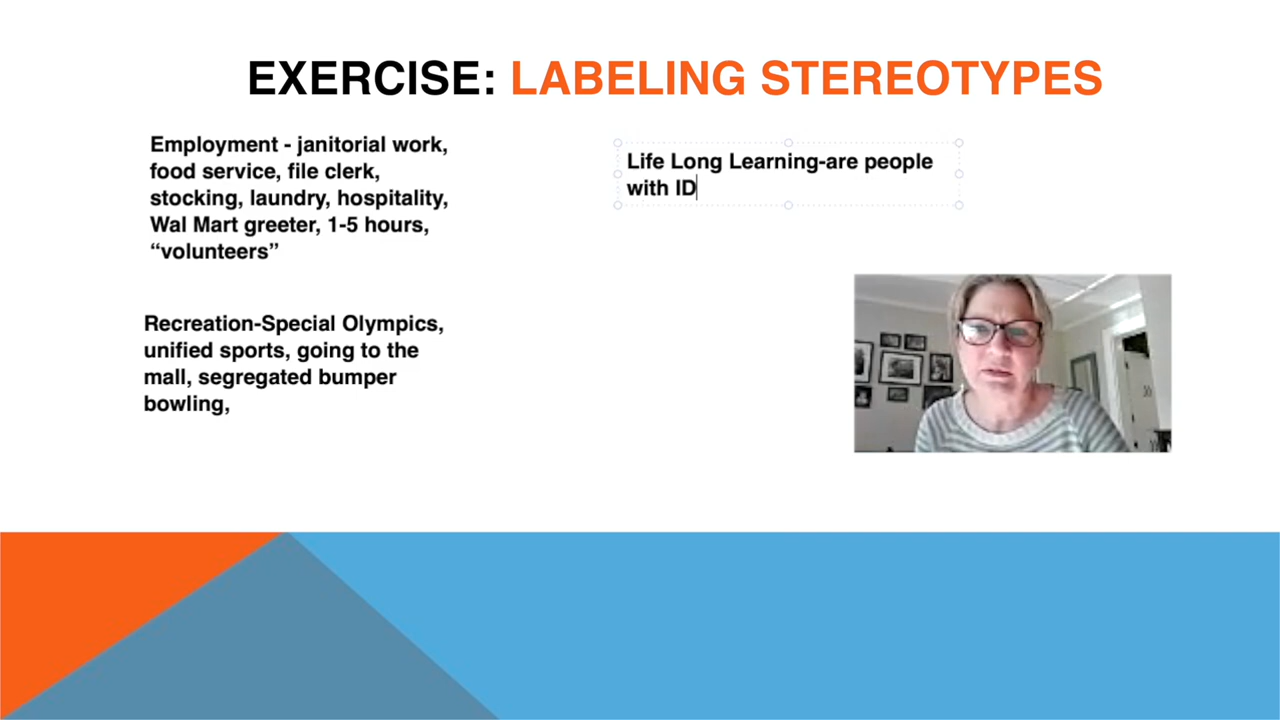 EXERCISE: LABELING STEREOTYPES
Employment - janitorial work,
food service, file clerk,
stocking, laundry, hospitality,
Wal Mart greeter, 1-5 hours,
“volunteers”
Recreation-Special Olympics,
unified sports, going to the
mall, segregated bumper
bowling,
Life Long Learning-are people
with ID